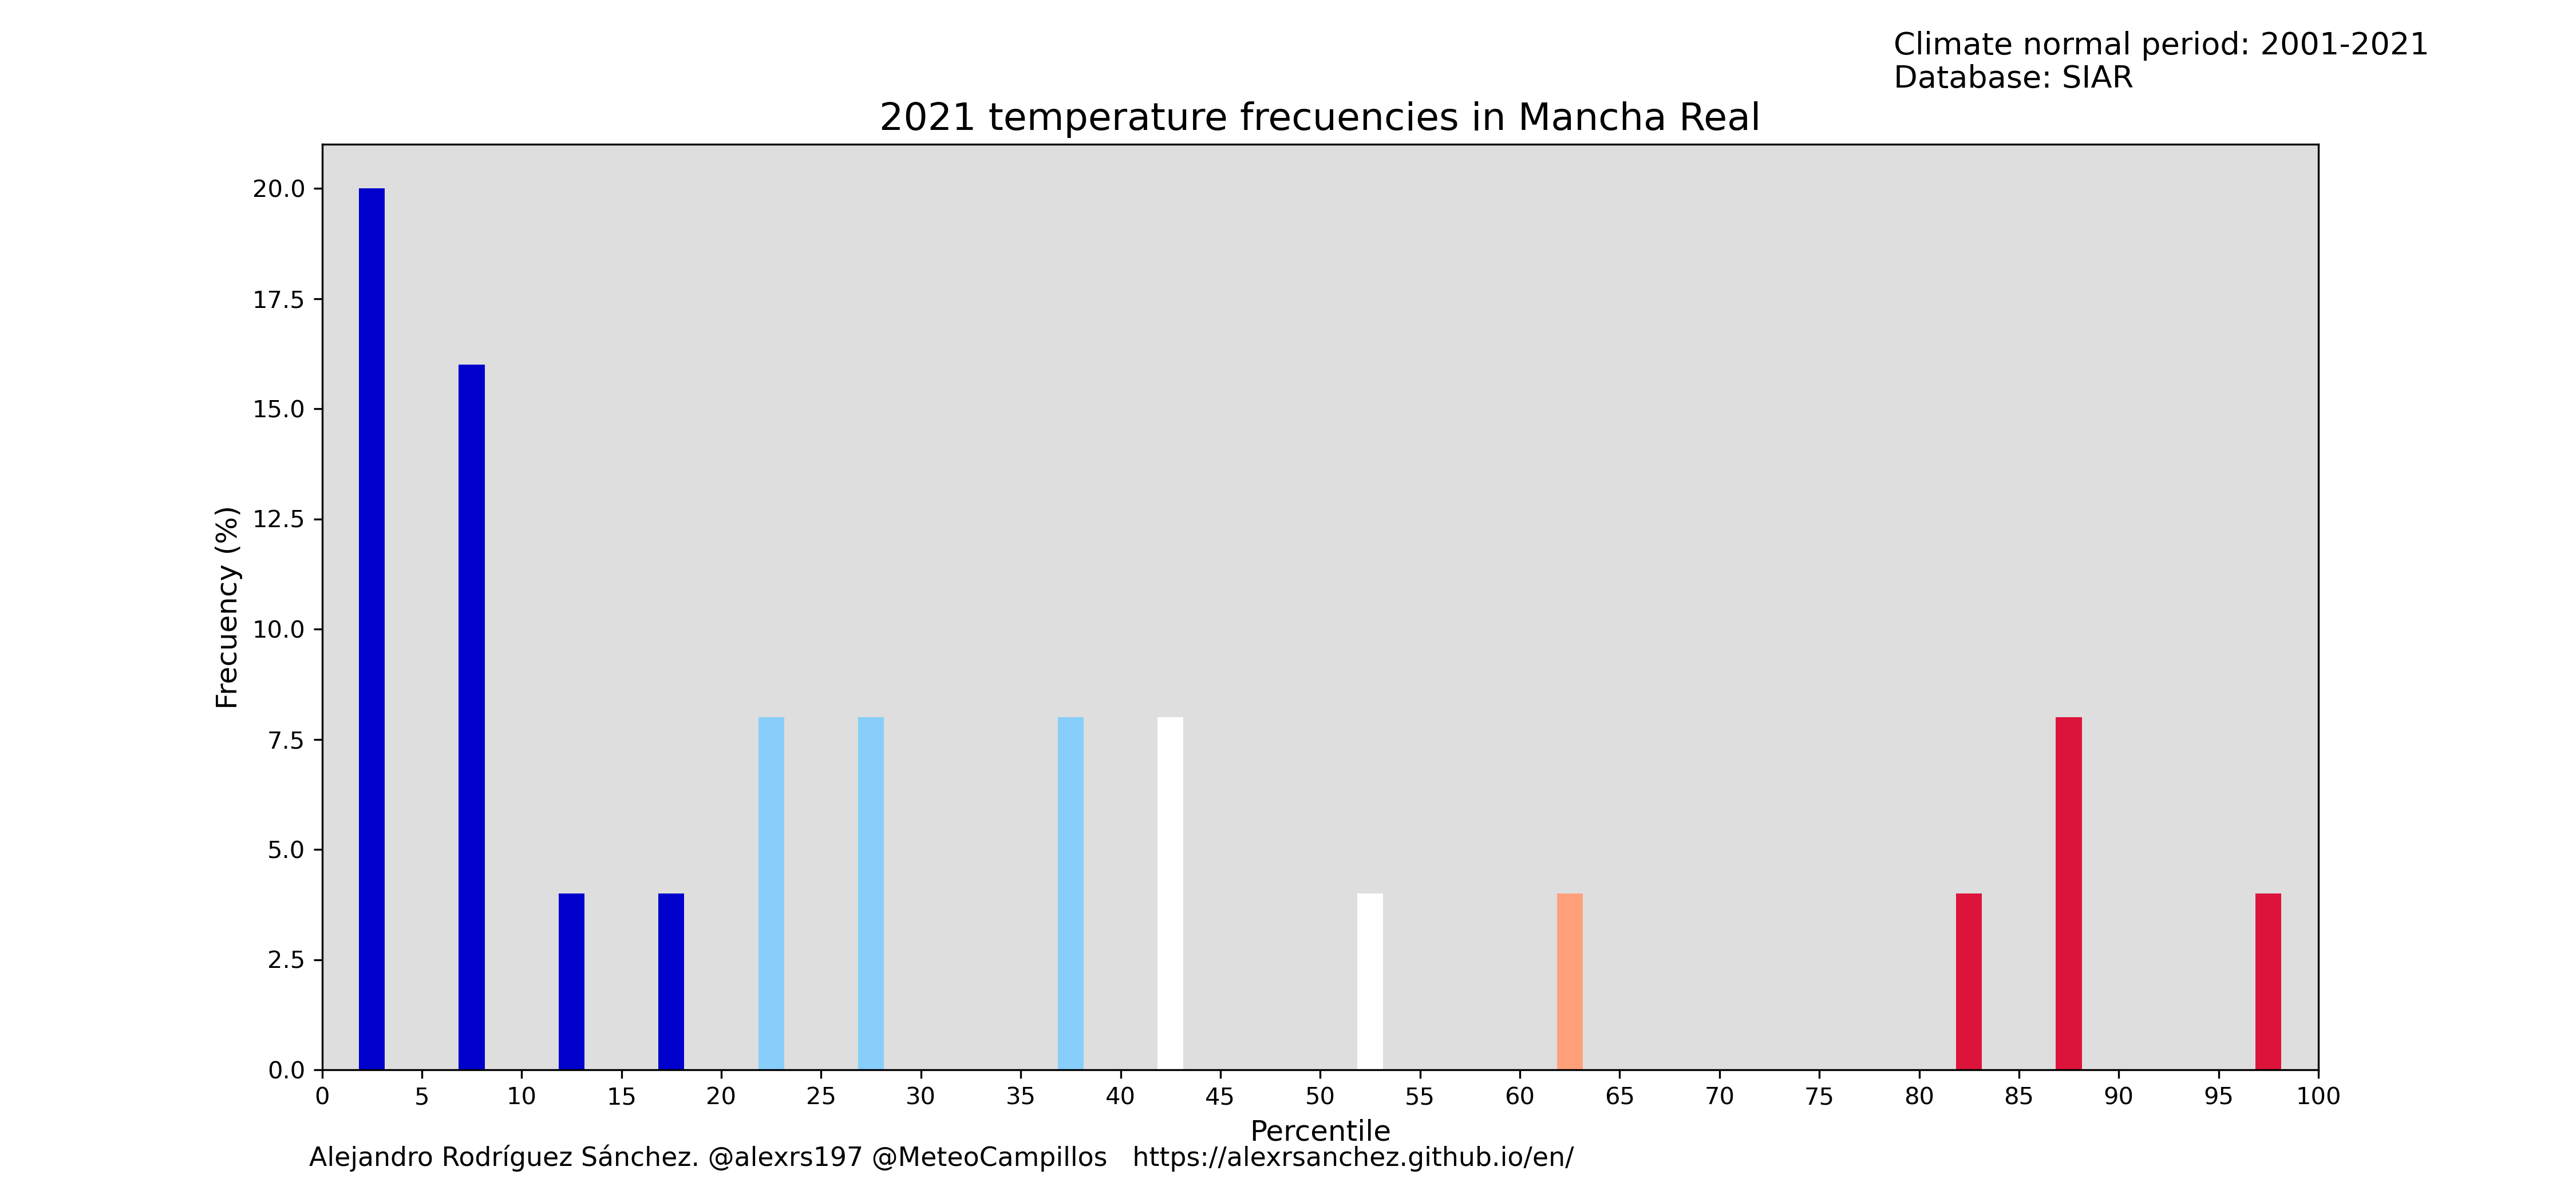 Climate normal period: 2001-2021
Database: SIAR
2021 temperature frecuencies in Mancha Real
Frecuency (%)
20.0
17.5
15.0
12.5
10.0
7.5
5.0
2.5
0.0
0 5 10 15 20 25 30 35 40 45 50 55 60 65 70 75 80 85 90 95 100
Percentile
Alejandro Rodríguez Sánchez. @alexrs197 @MeteoCampillos https://alexrsanchez.github.io/en/